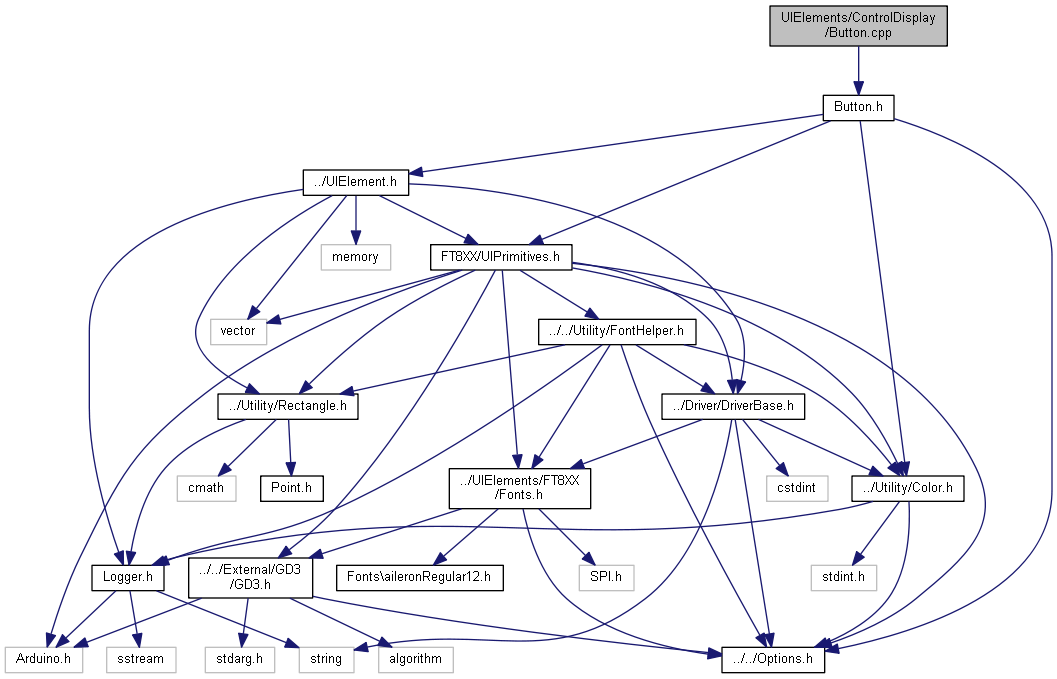 UIElements/ControlDisplay
/Button.cpp
Button.h
../UIElement.h
memory
FT8XX/UIPrimitives.h
vector
../../Utility/FontHelper.h
../Utility/Rectangle.h
../Driver/DriverBase.h
cmath
Point.h
../UIElements/FT8XX
/Fonts.h
cstdint
../Utility/Color.h
Logger.h
../../External/GD3
/GD3.h
Fonts\aileronRegular12.h
SPI.h
stdint.h
Arduino.h
sstream
stdarg.h
string
algorithm
../../Options.h